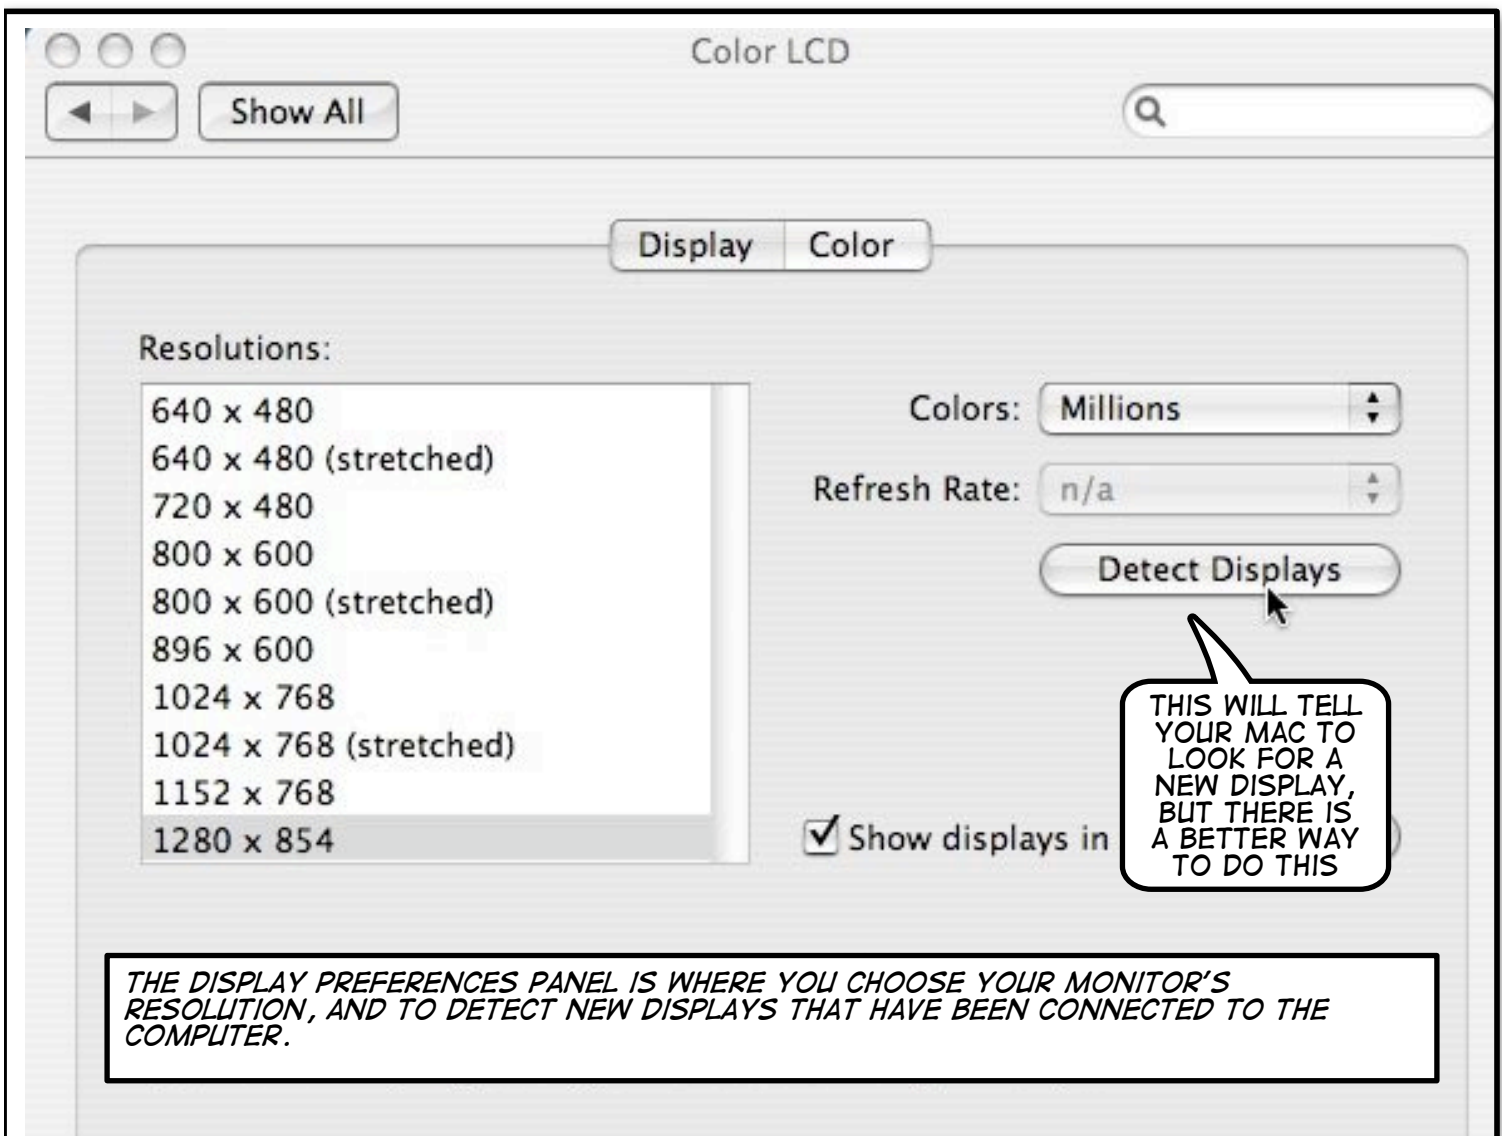 Color LCD
Show All
Display Color
Resolutions:
640 x 480
640 x 480 (stretched)
720 x 480
800 x 600
800 x 600 (stretched)
896 x 600
1024 x 768
1024 x 768 (stretched)
1152 x 768
1280 x 854
Colors: Millions
Refresh Rate: n/a
Detect Displays
Show displays in
THIS WILL TELL
YOUR MAC TO
LOOK FOR A
NEW DISPLAY,
BUT THERE IS
A BETTER WAY
TO DO THIS
THE DISPLAY PREFERENCES PANEL IS WHERE YOU CHOOSE YOUR MONITOR'S
RESOLUTION, AND TO DETECT NEW DISPLAYS THAT HAVE BEEN CONNECTED TO THE
COMPUTER.